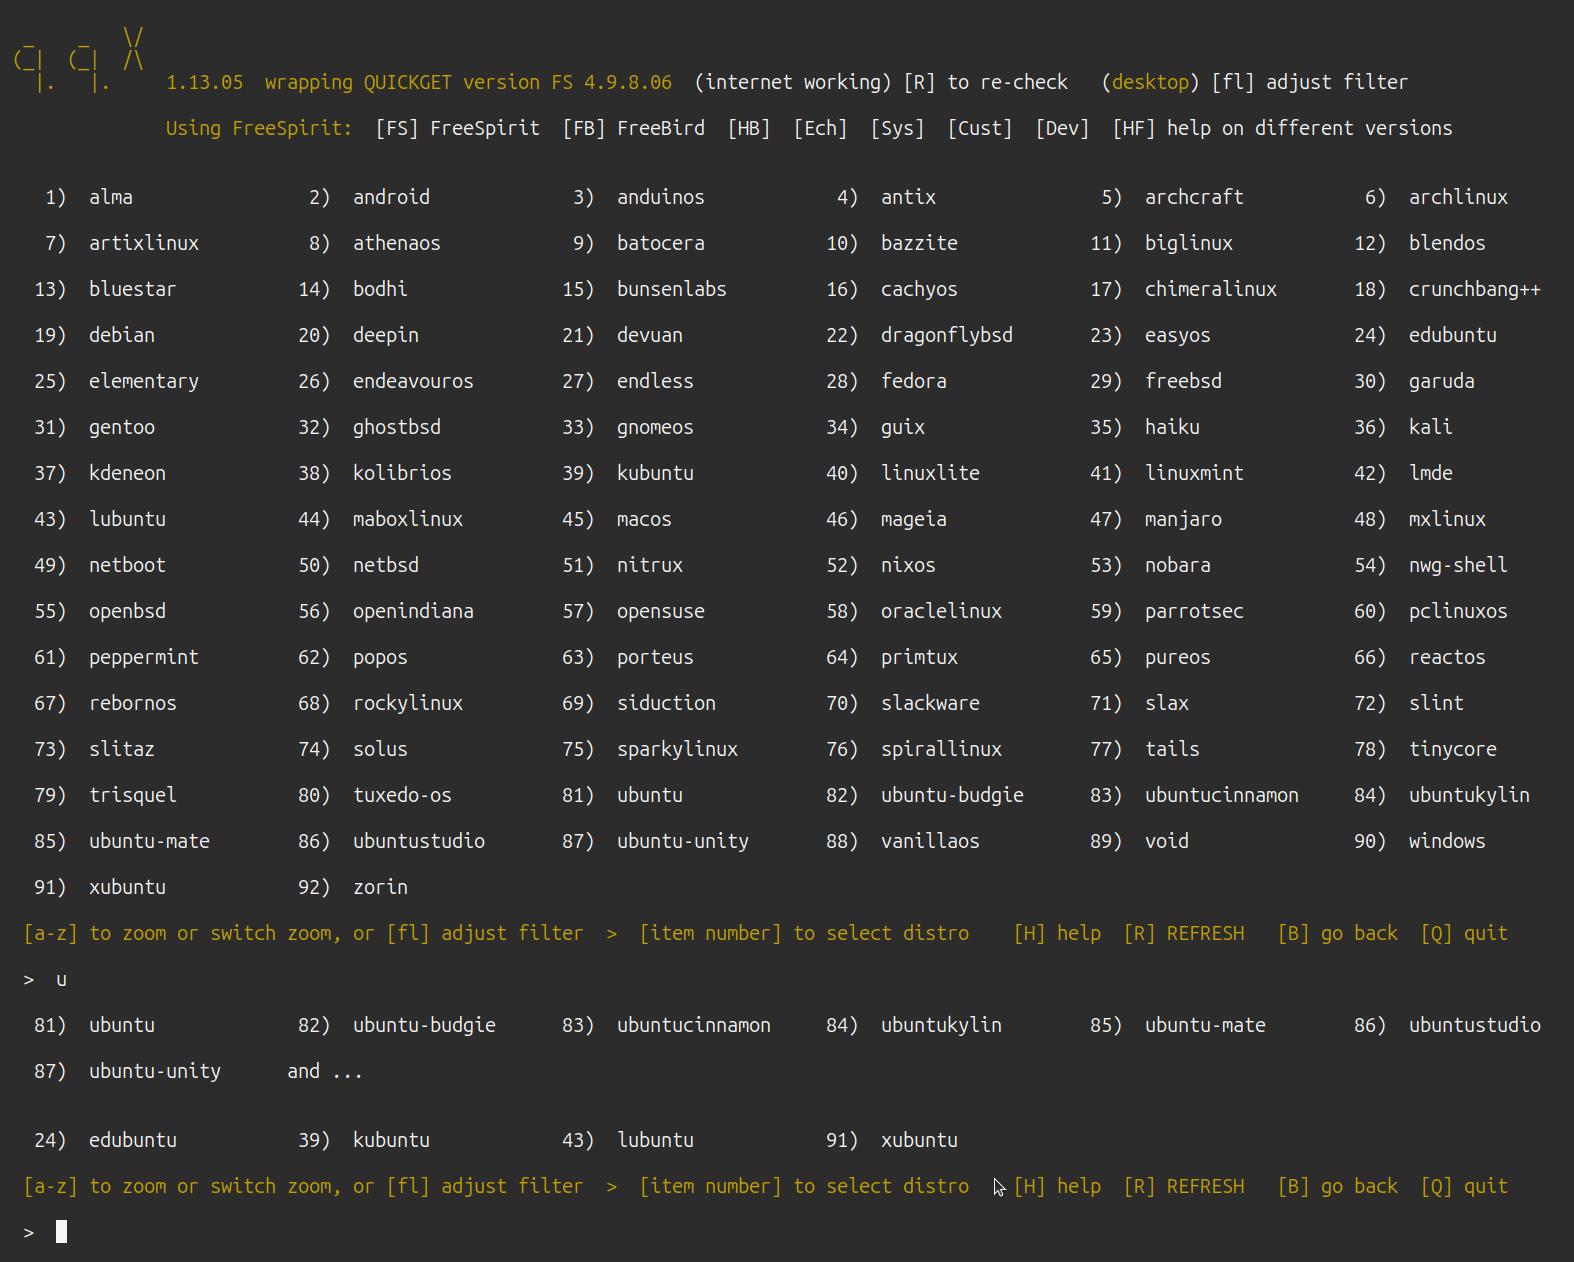 _    _   \/
(_|  (_|  /\
|.   |.     1.13.05  wrapping QUICKGET version FS 4.9.8.06  (internet working) [R] to re-check   (desktop) [fl] adjust filter
Using FreeSpirit:  [FS] FreeSpirit  [FB] FreeBird  [HB]  [Ech]  [Sys]  [Cust]  [Dev]  [HF] help on different versions
1)  alma  2)  android  3)  anduinos  4)  antix  5)  archcraft  6)  archlinux
7)  artixlinux  8)  athenaos  9)  batocera  10)  bazzite  11)  biglinux  12)  blendos
13)  bluestar  14)  bodhi  15)  bunsenlabs  16)  cachyos  17)  chimeralinux  18)  crunchbang++
19)  debian  20)  deepin  21)  devuan  22)  dragonflybsd  23)  easyos  24)  edubuntu
25)  elementary  26)  endeavouros  27)  endless  28)  fedora  29)  freebsd  30)  garuda
31)  gentoo  32)  ghostbsd  33)  gnomeos  34)  guix  35)  haiku  36)  kali
37)  kdeneon  38)  kolibrios  39)  kubuntu  40)  linuxlite  41)  linuxmint  42)  lmde
43)  lubuntu  44)  maboxlinux  45)  macos  46)  mageia  47)  manjaro  48)  mxlinux
49)  netboot  50)  netbsd  51)  nitrux  52)  nixos  53)  nobara  54)  nwg-shell
55)  openbsd  56)  openindiana  57)  opensuse  58)  oraclelinux  59)  parrotsec  60)  pclinuxos
61)  peppermint  62)  popos  63)  porteus  64)  primtux  65)  pureos  66)  reactos
67)  rebornos  68)  rockylinux  69)  siduction  70)  slackware  71)  slax  72)  slint
73)  slitaz  74)  solus  75)  sparkylinux  76)  spirallinux  77)  tails  78)  tinycore
79)  trisquel  80)  tuxedo-os  81)  ubuntu  82)  ubuntu-budgie  83)  ubuntucinnamon  84)  ubuntukylin
85)  ubuntu-mate  86)  ubuntustudio  87)  ubuntu-unity  88)  vanillaos  89)  void  90)  windows
91)  xubuntu  92)  zorin
[a-z] to zoom or switch zoom, or [fl] adjust filter  >  [item number] to select distro    [H] help  [R] REFRESH   [B] go back  [Q] quit
>  u
81)  ubuntu  82)  ubuntu-budgie  83)  ubuntucinnamon  84)  ubuntukylin  85)  ubuntu-mate  86)  ubuntustudio
87)  ubuntu-unity      and ...
24)  edubuntu  39)  kubuntu  43)  lubuntu  91)  xubuntu
[a-z] to zoom or switch zoom, or [fl] adjust filter  >  [item number] to select distro    [H] help  [R] REFRESH   [B] go back  [Q] quit
>